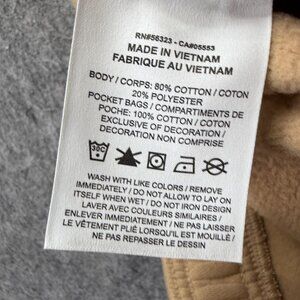 RN#56323 - CA#05553
MADE IN VIETNAM
FABRIQUE AU VIETNAM
BODY / CORPS: 80% COTTON / COTON
20% POLYESTER
POCKET BAGS / COMPARTIMENTS DE
POCHE: 100% COTTON / COTON
EXCLUSIVE OF DECORATION /
DECORATION NON COMPRISE
30C
WASH WITH LIKE COLORS / REMOVE
IMMEDIATELY / DO NOT ALLOW TO LAY ON
ITSELF WHEN WET / DO NOT IRON DESIGN
LAVER AVEC COULEURS SIMILAIRES /
ENLEVER IMMEDIATEMENT / NE PAS LAISSER
LE VÊTEMENT PLIÉ LORSQU'IL EST MOUILLÉ /
NE PAS REPASSER LE DESSIN